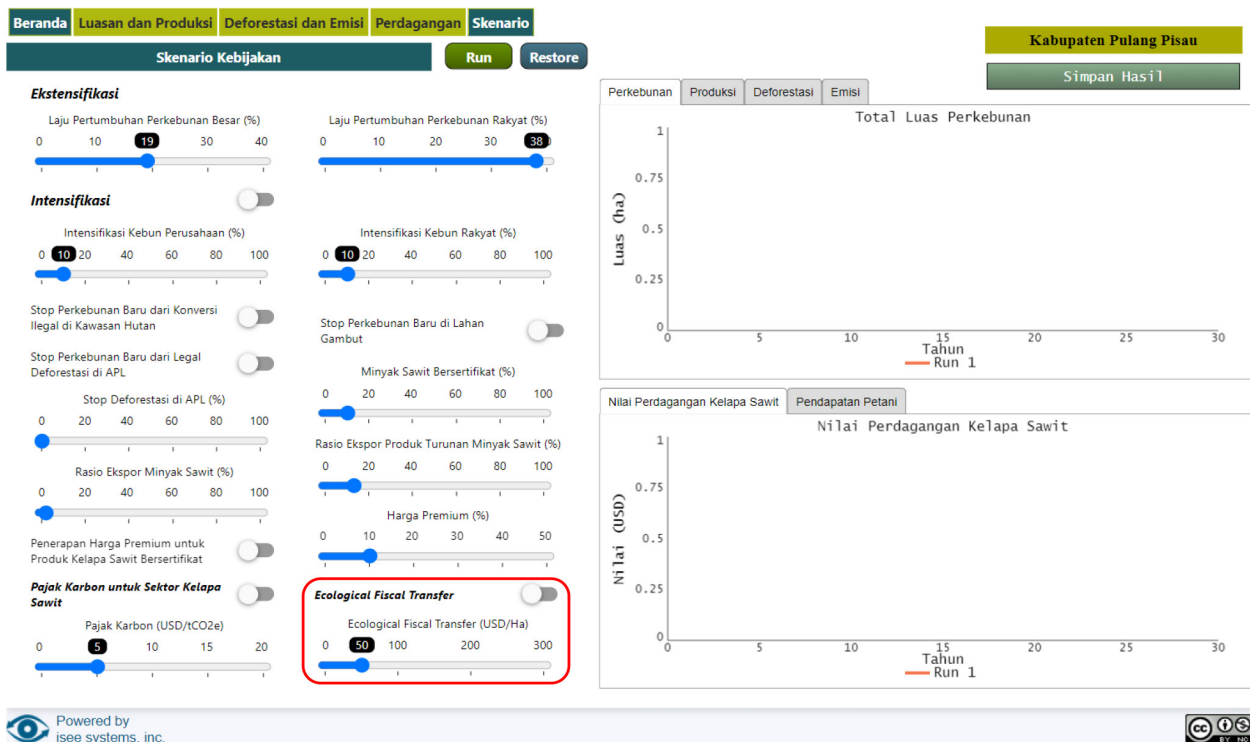 Beranda
Luasan dan Produksi
Deforestasi dan Emisi
Perdagangan
Skenario
Skenario Kebijakan
Run
Restore
Kabupaten Pulang Pisau
Simpan Hasil
Ekstensifikasi
Laju Pertumbuhan Perkebunan Besar (%)
0 10 19 30 40
Laju Pertumbuhan Perkebunan Rakyat (%)
0 10 20 30 38
Intensifikasi
Intensifikasi Kebun Perusahaan (%)
0 10 20 40 60 80 100
Intensifikasi Kebun Rakyat (%)
0 10 20 40 60 80 100
Stop Perkebunan Baru dari Konversi
Ilegal di Kawasan Hutan
Stop Perkebunan Baru di Lahan
Gambut
Stop Perkebunan Baru dari Legal
Deforestasi di APL
Minyak Sawit Bersertifikat (%)
0 20 40 60 80 100
Stop Deforestasi di APL (%)
0 20 40 60 80 100
Rasio Ekspor Produk Turunan Minyak Sawit (%)
0 20 40 60 80 100
Rasio Ekspor Minyak Sawit (%)
0 20 40 60 80 100
Harga Premium (%)
0 10 20 30 40 50
Penerapan Harga Premium untuk
Produk Kelapa Sawit Bersertifikat
Pajak Karbon untuk Sektor Kelapa
Sawit
Pajak Karbon (USD/tCO2e)
0 5 10 15 20
Ecological Fiscal Transfer
Ecological Fiscal Transfer (USD/Ha)
0 50 100 200 300
Perkebunan
Produksi
Deforestasi
Emisi
Total Luas Perkebunan
Luas (ha)
1
0.75
0.5
0.25
0
0 5 10 15 20 25 30
Tahun
Run 1
Nilai Perdagangan Kelapa Sawit
Pendapatan Petani
Nilai Perdagangan Kelapa Sawit
Nilai (USD)
1
0.75
0.5
0.25
0
0 5 10 15 20 25 30
Tahun
Run 1
Powered by
isee systems, inc.
cc
BY